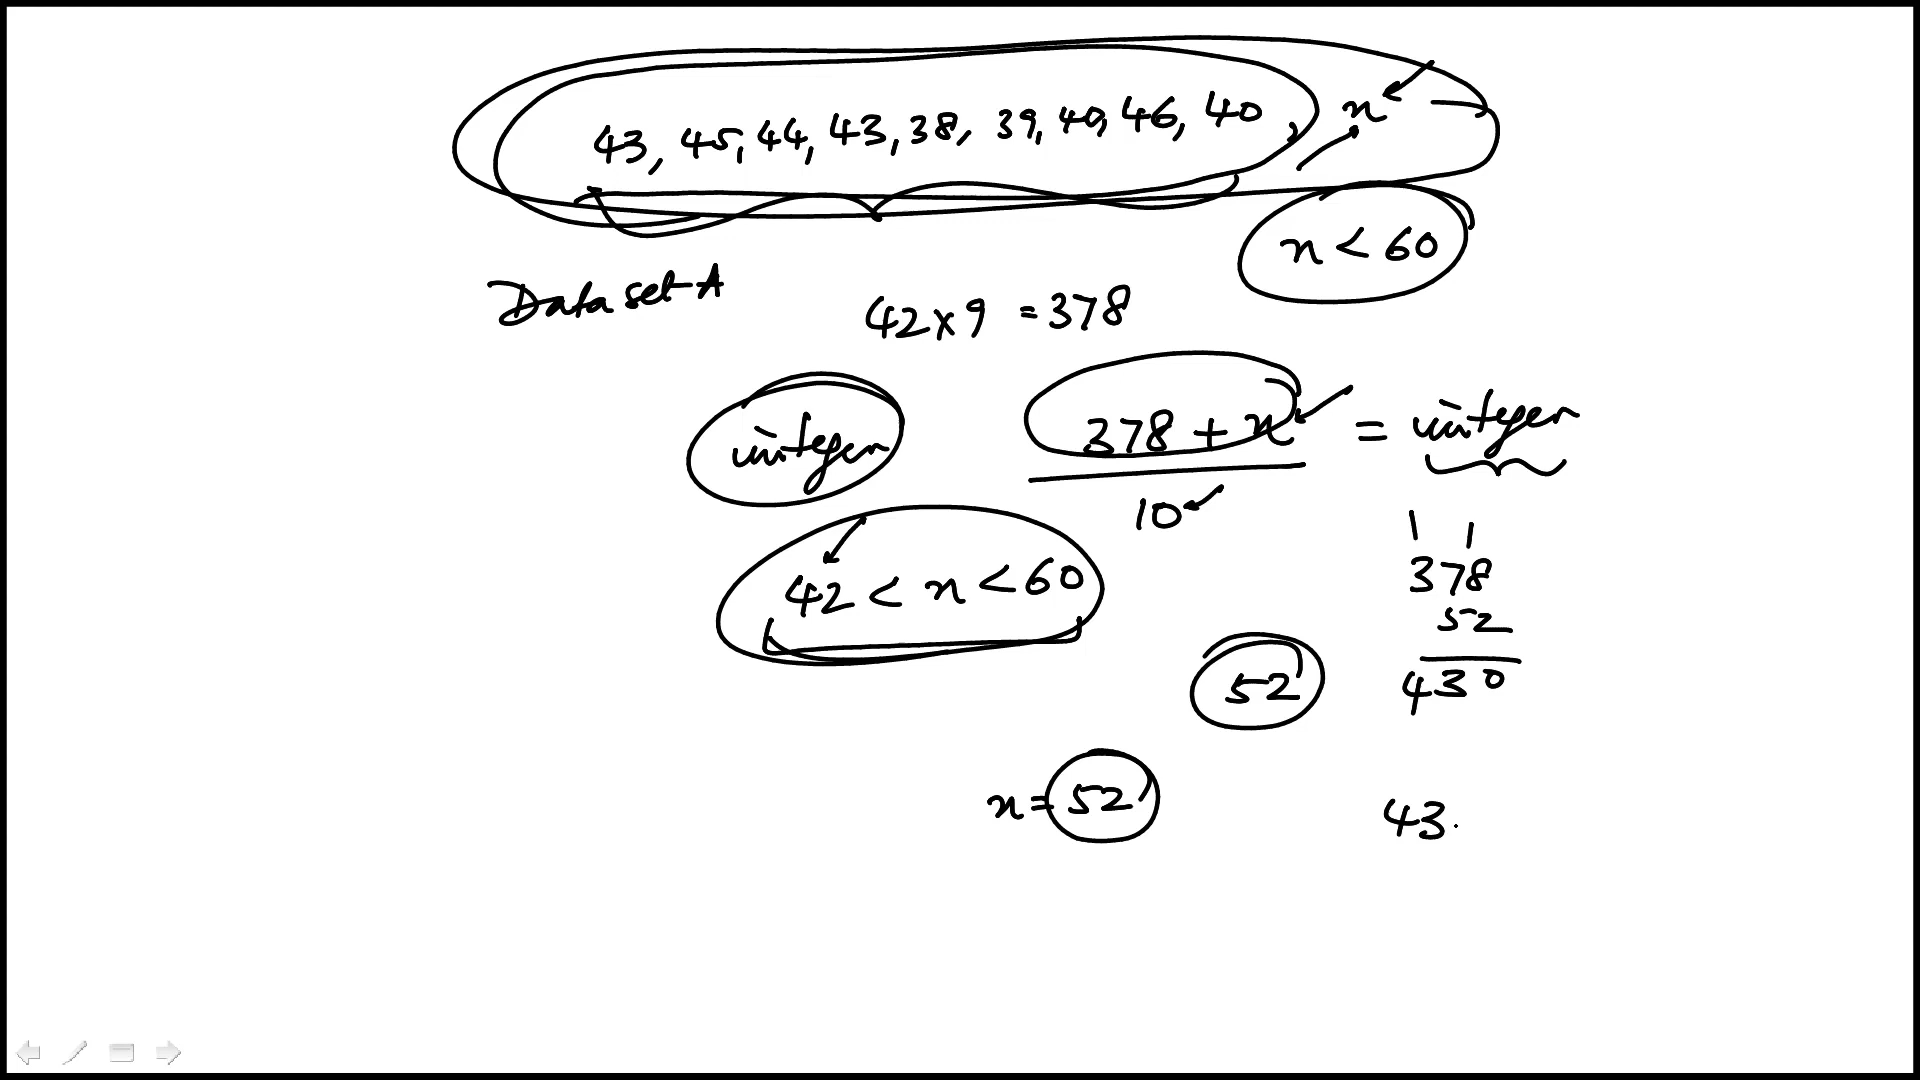 43, 45, 44, 43, 38, 39, 40, 46, 40, n
n < 60
Data set A
42 x 9 = 378
integer
378 + n = integer
10
42 < n < 60
378
52
430
52
n = 52
43.